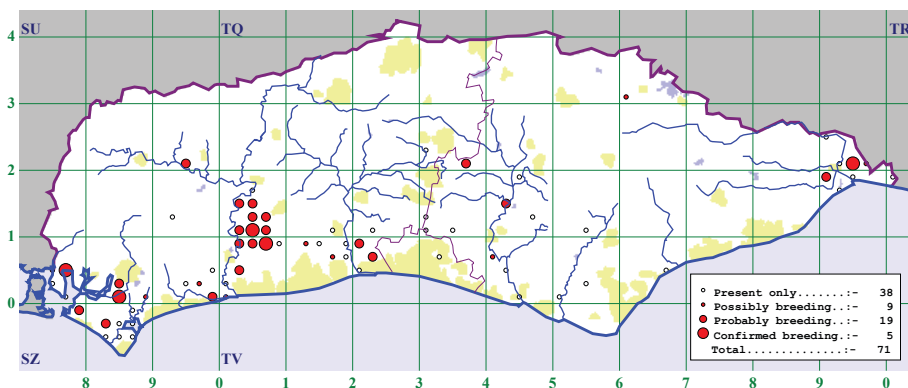 SU TQ TR
4
3
2
1
0
Present only.......:- 38
Possibly breeding..:- 9
Probably breeding..:- 19
Confirmed breeding.:- 5
Total..............:- 71
SZ TV
8 9 0 1 2 3 4 5 6 7 8 9 0